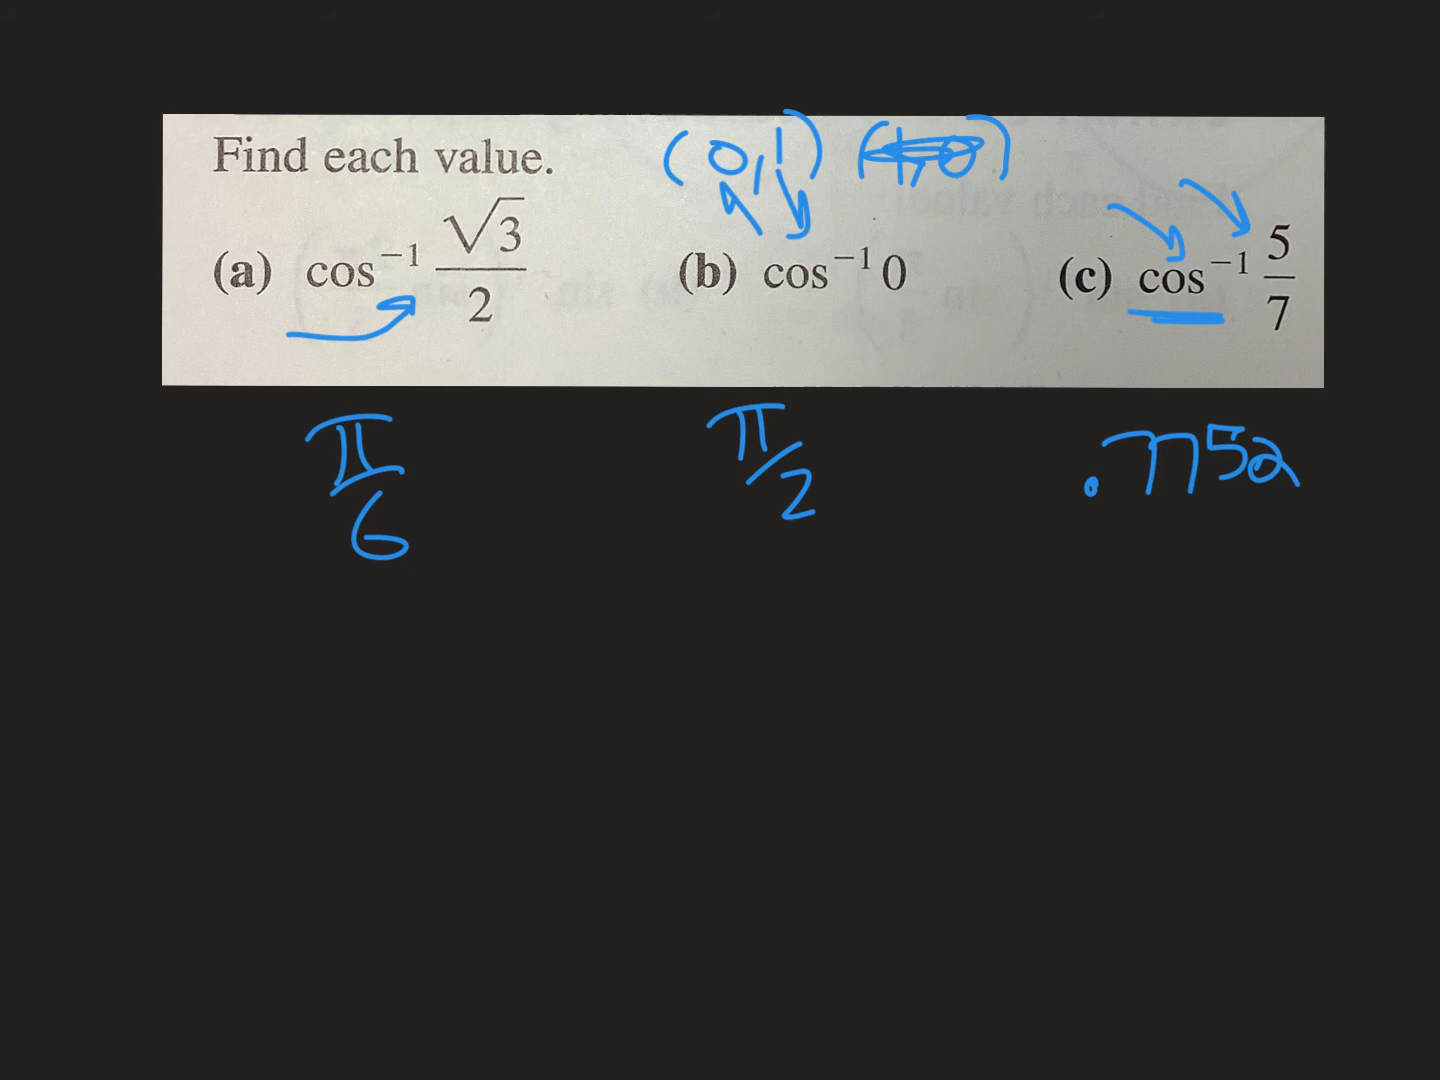 Find each value. (0,1)
(a) cos⁻¹ √3/2 (b) cos⁻¹ 0 (c) cos⁻¹ 5/7
π/6 π/2 .7752